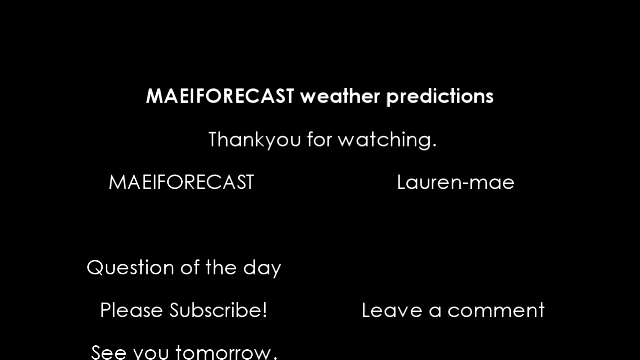 MAEIFORECAST weather predictions
Thankyou for watching.
MAEIFORECAST Lauren-mae
Question of the day
Please Subscribe! Leave a comment
See you tomorrow.